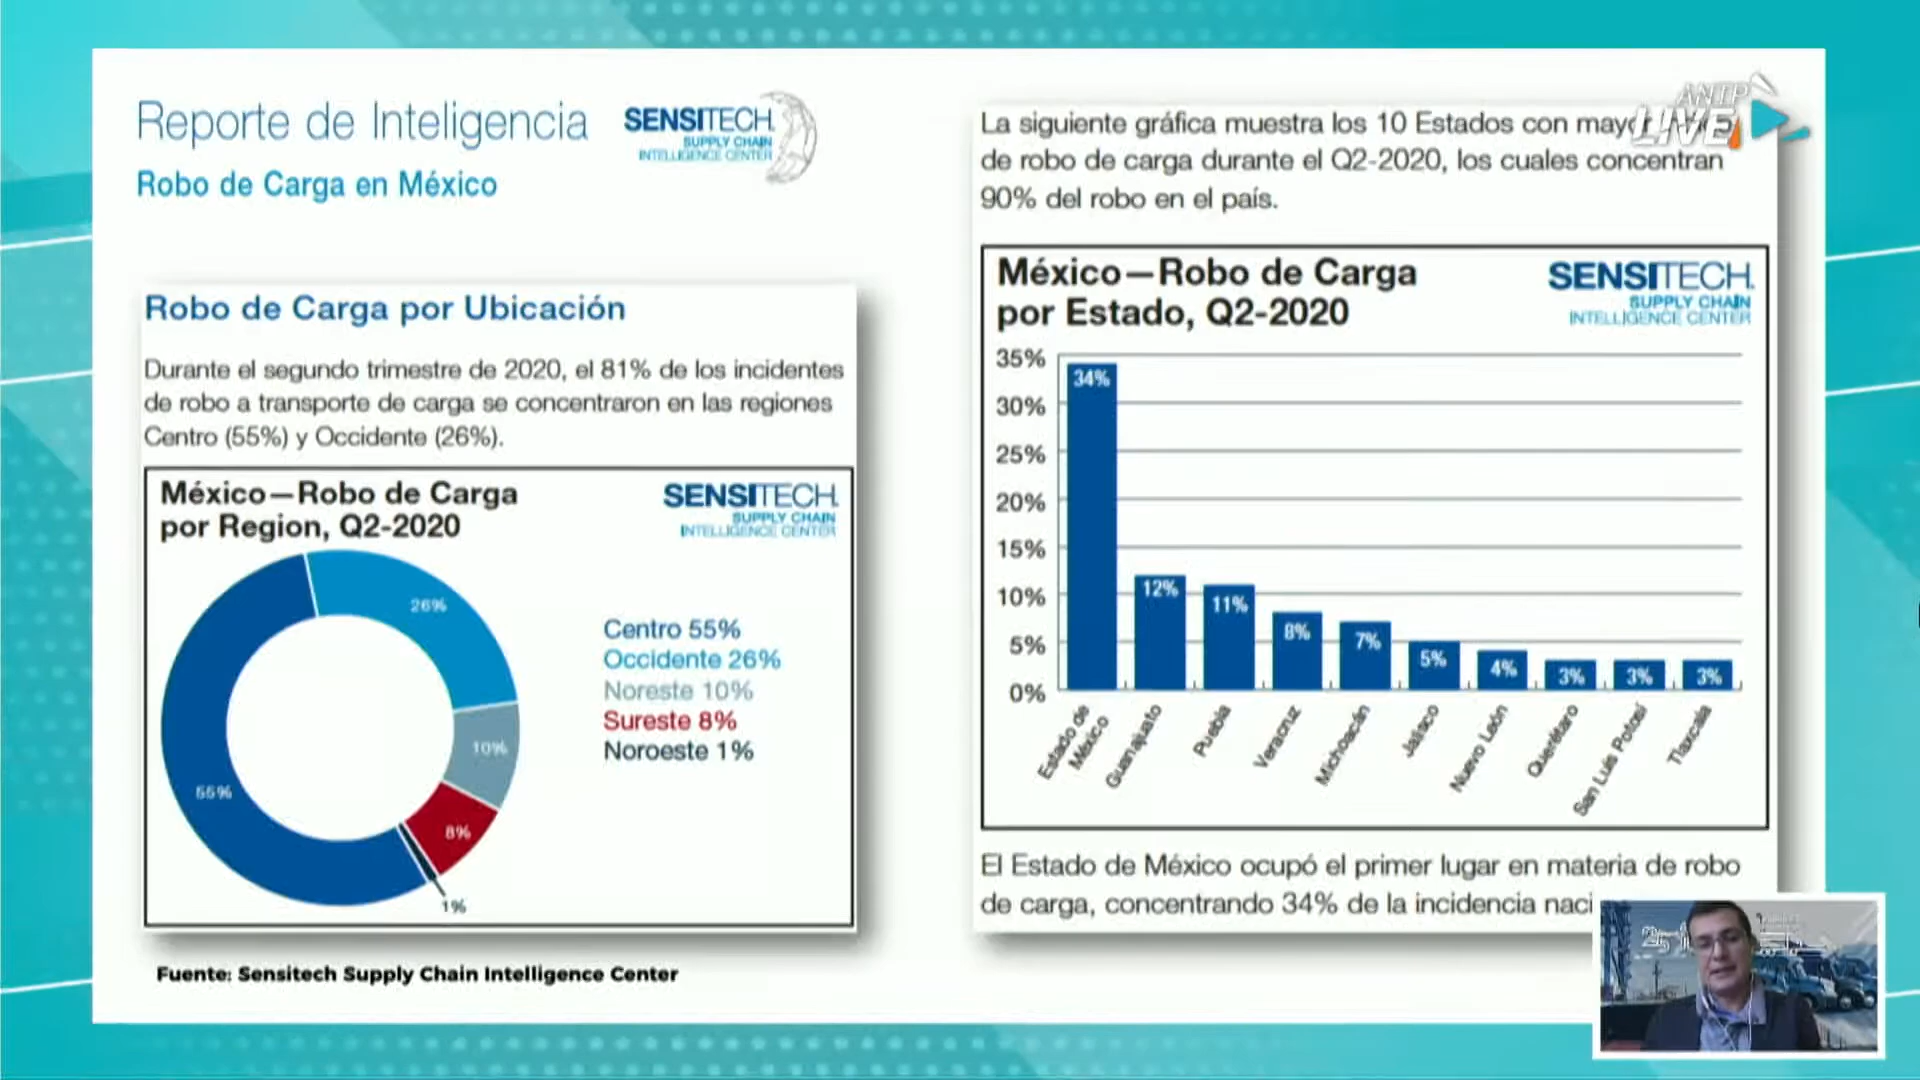 Reporte de Inteligencia
Robo de Carga en México
SENSITECH
SUPPLY CHAIN
INTELLIGENCE CENTER
Robo de Carga por Ubicación
Durante el segundo trimestre de 2020, el 81% de los incidentes
de robo a transporte de carga se concentraron en las regiones
Centro (55%) y Occidente (26%).
México—Robo de Carga
por Region, Q2-2020
SENSITECH
SUPPLY CHAIN
INTELLIGENCE CENTER
26%
10%
55%
8%
1%
Centro 55%
Occidente 26%
Noreste 10%
Sureste 8%
Noroeste 1%
Fuente: Sensitech Supply Chain Intelligence Center
ANTP
LIVE
La siguiente gráfica muestra los 10 Estados con
de robo de carga durante el Q2-2020, los cuales concentran
90% del robo en el país.
México—Robo de Carga
por Estado, Q2-2020
SENSITECH
SUPPLY CHAIN
INTELLIGENCE CENTER
35%
30%
25%
20%
15%
10%
5%
0%
34%
12%
11%
8%
7%
5%
4%
3%
3%
3%
Estado de
México
Guanajuato
Puebla
Veracruz
Michoacán
Jalisco
Nuevo León
Querétaro
San Luis Potosí
Tlaxcala
El Estado de México ocupó el primer lugar en materia de robo
de carga, concentrando 34% de la incidencia naci